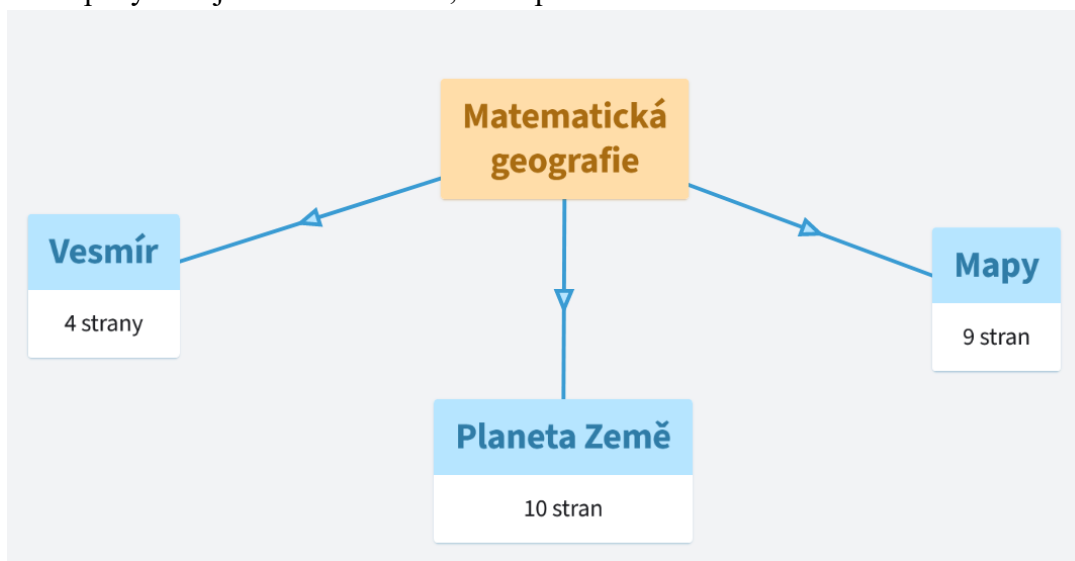 Matematická
geografie
Vesmír
4 strany
Mapy
9 stran
Planeta Země
10 stran